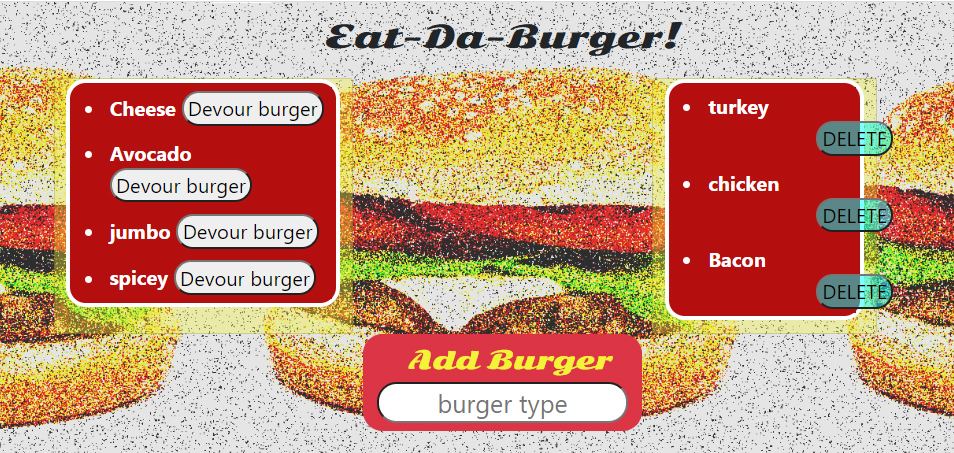 Eat-Da-Burger!
Cheese Devour burger
Avocado
Devour burger
jumbo Devour burger
spicey Devour burger
turkey
DELETE
chicken
DELETE
Bacon
DELETE
Add Burger
burger type